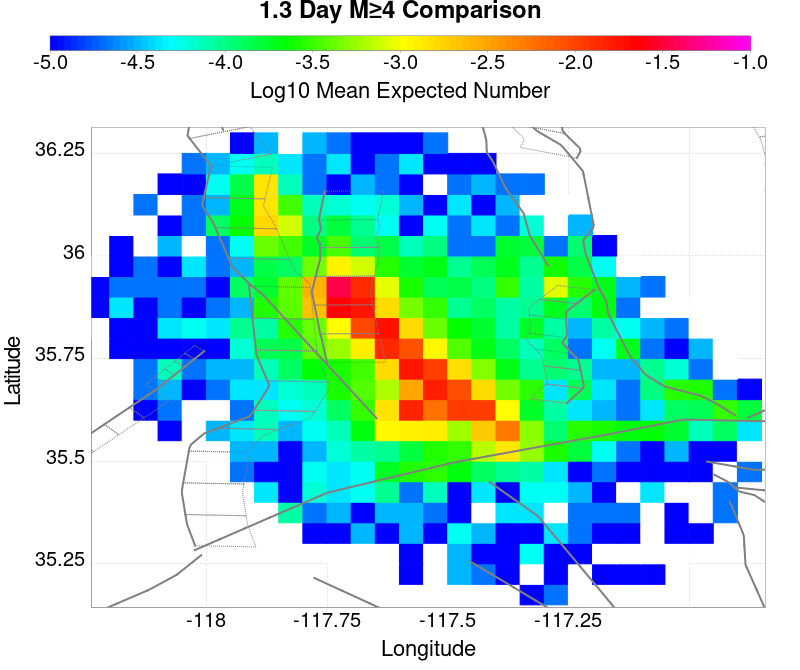 1.3 Day M≥4 Comparison
-5.0 -4.5 -4.0 -3.5 -3.0 -2.5 -2.0 -1.5 -1.0
Log10 Mean Expected Number
36.25
36
35.75
35.5
35.25
Latitude
-118 -117.75 -117.5 -117.25
Longitude